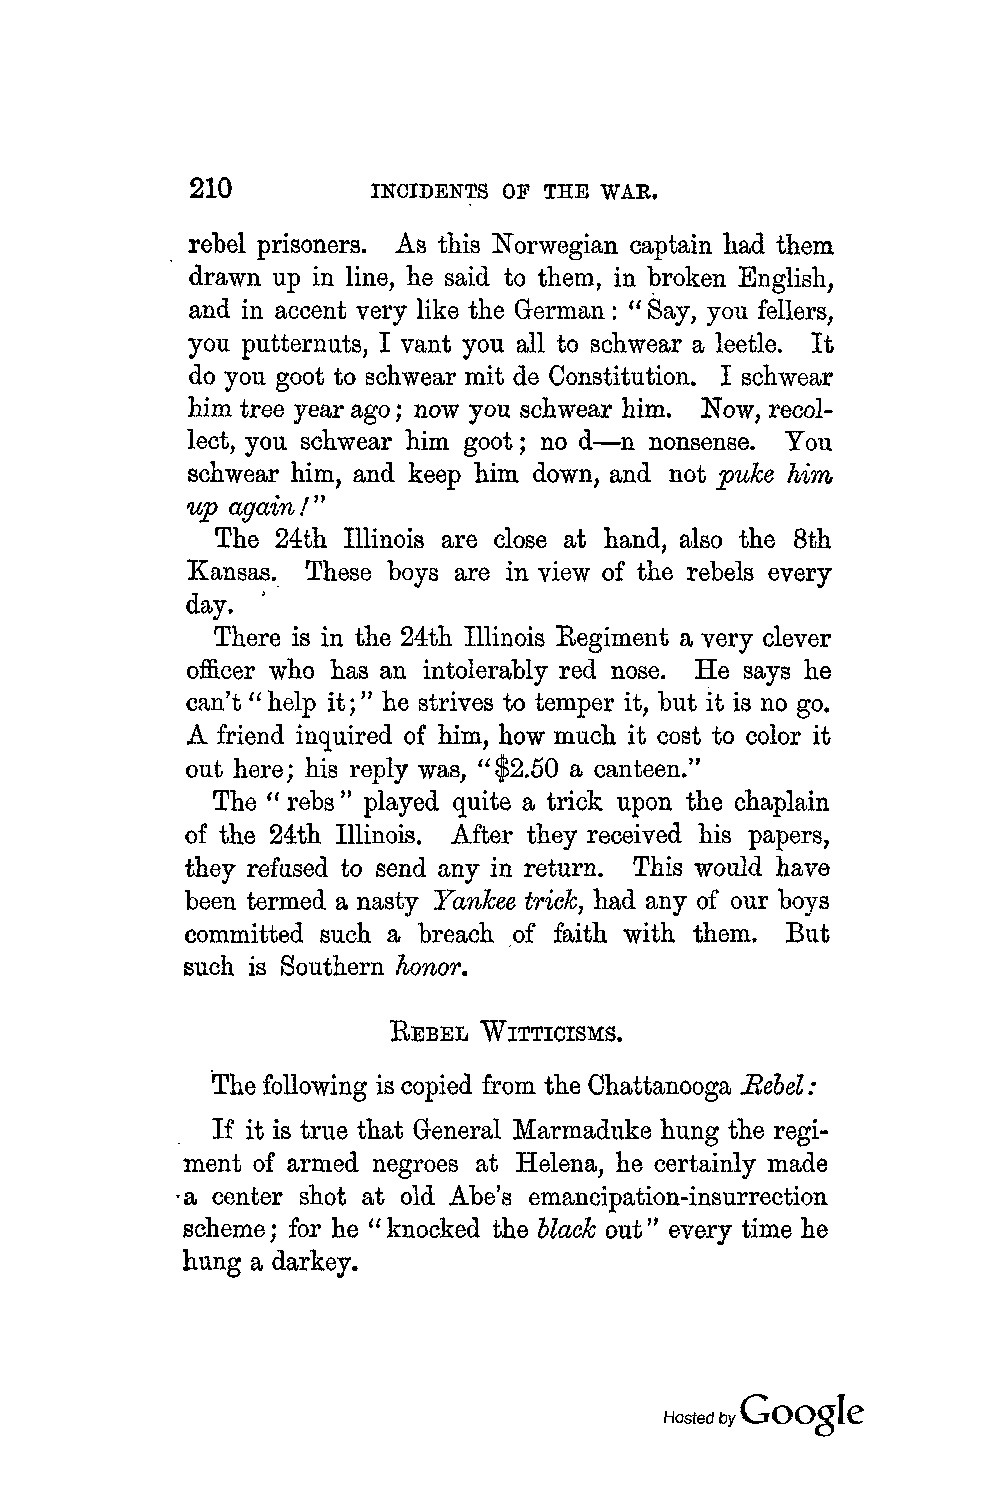 210 INCIDENTS OF THE WAR.
rebel prisoners. As this Norwegian captain had them
drawn up in line, he said to them, in broken English,
and in accent very like the German: "Say, you fellers,
you putternuts, I vant you all to schwear a leetle. It
do you goot to schwear mit de Constitution. I schwear
him tree year ago; now you schwear him. Now, recol-
lect, you schwear him goot; no d—n nonsense. You
schwear him, and keep him down, and not puke him
up again!"
The 24th Illinois are close at hand, also the 8th
Kansas. These boys are in view of the rebels every
day.
There is in the 24th Illinois Regiment a very clever
officer who has an intolerably red nose. He says he
can't "help it;" he strives to temper it, but it is no go.
A friend inquired of him, how much it cost to color it
out here; his reply was, "$2.50 a canteen."
The "rebs" played quite a trick upon the chaplain
of the 24th Illinois. After they received his papers,
they refused to send any in return. This would have
been termed a nasty Yankee trick, had any of our boys
committed such a breach of faith with them. But
such is Southern honor.
REBEL WITTICISMS.
The following is copied from the Chattanooga Rebel:
If it is true that General Marmaduke hung the regi-
ment of armed negroes at Helena, he certainly made
a center shot at old Abe's emancipation-insurrection
scheme; for he "knocked the black out" every time he
hung a darkey.
Hosted by Google